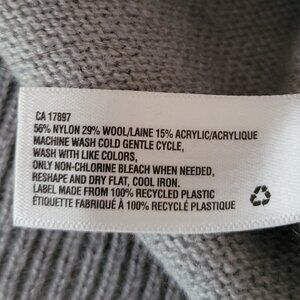 CA 17897
56% NYLON 29% WOOL/LAINE 15% ACRYLIC/ACRYLIQUE
MACHINE WASH COLD GENTLE CYCLE,
WASH WITH LIKE COLORS,
ONLY NON-CHLORINE BLEACH WHEN NEEDED,
RESHAPE AND DRY FLAT, COOL IRON.
LABEL MADE FROM 100% RECYCLED PLASTIC
ÉTIQUETTE FABRIQUÉ À 100% RECYCLÉ PLASTIQUE